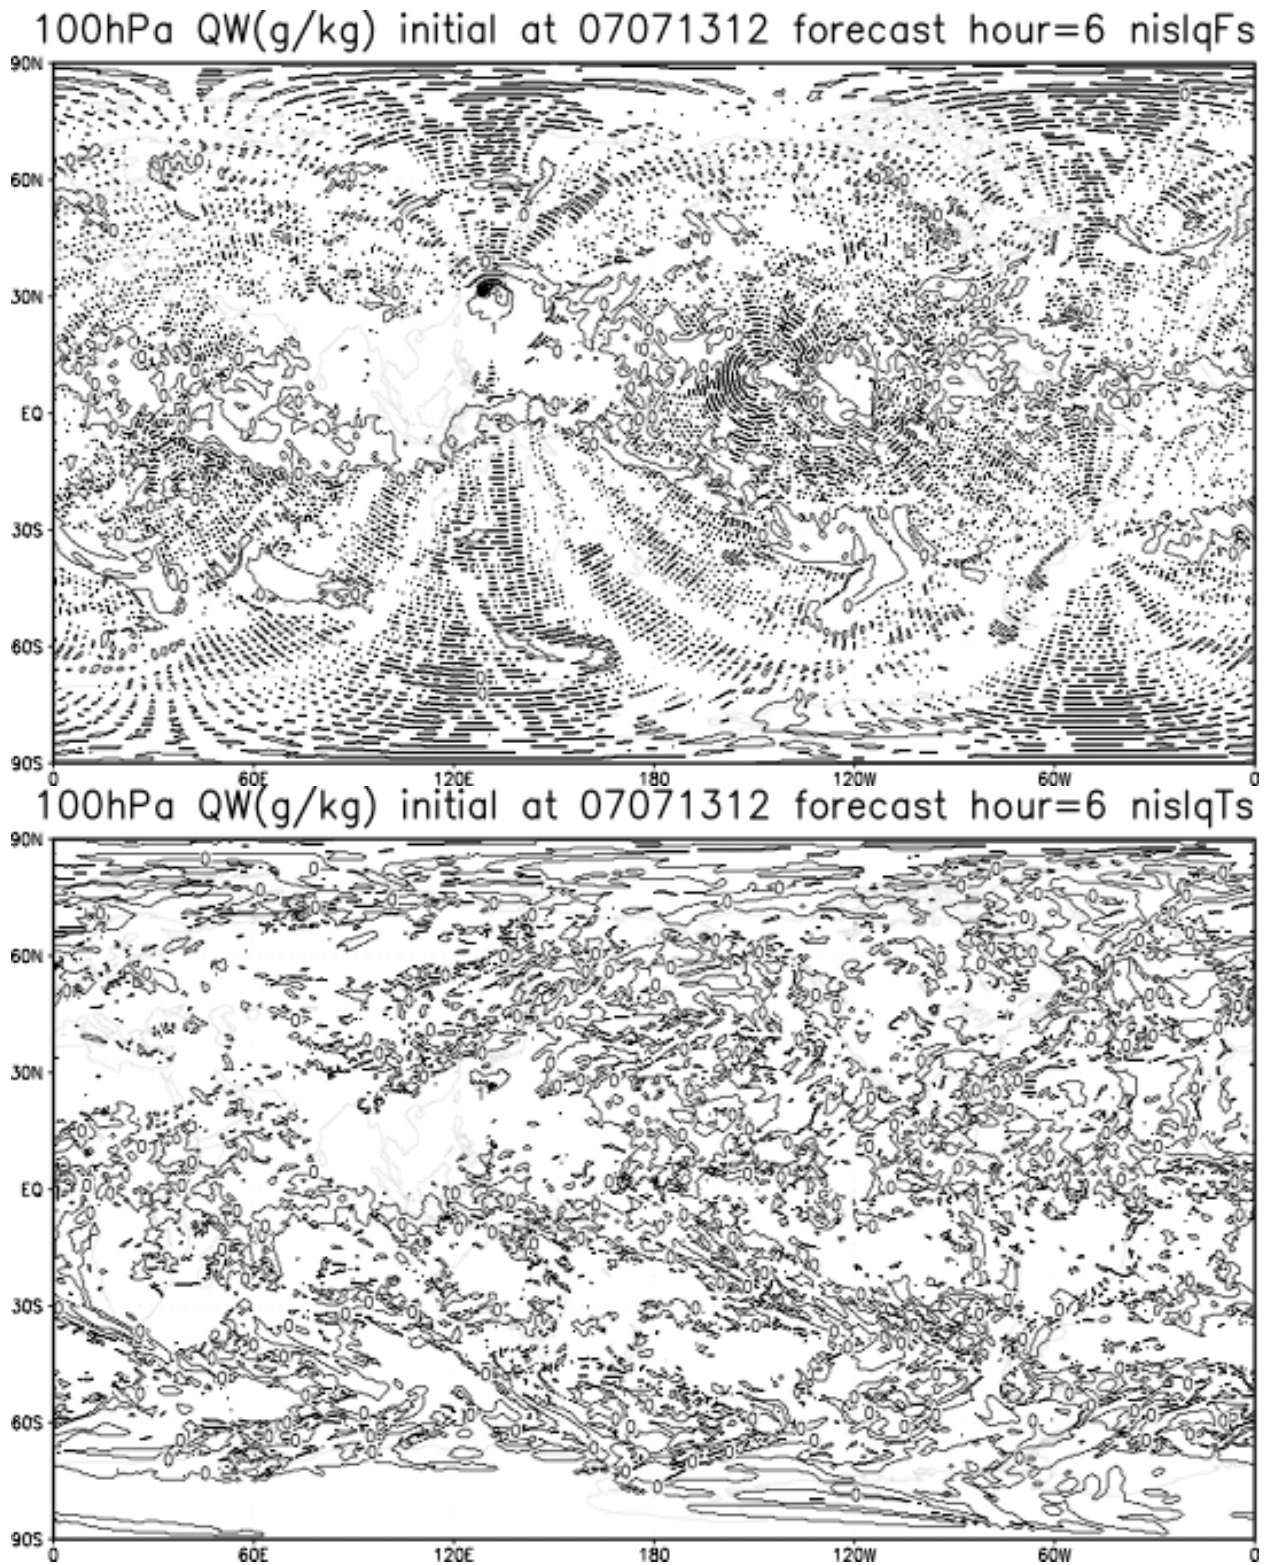 100hPa QW(g/kg) initial at 07071312 forecast hour=6 nislqFs
90N
60N
30N
EQ
30S
60S
90S
0 60E 120E 180 120W 60W 0
100hPa QW(g/kg) initial at 07071312 forecast hour=6 nislqTs
90N
60N
30N
EQ
30S
60S
90S
0 60E 120E 180 120W 60W 0